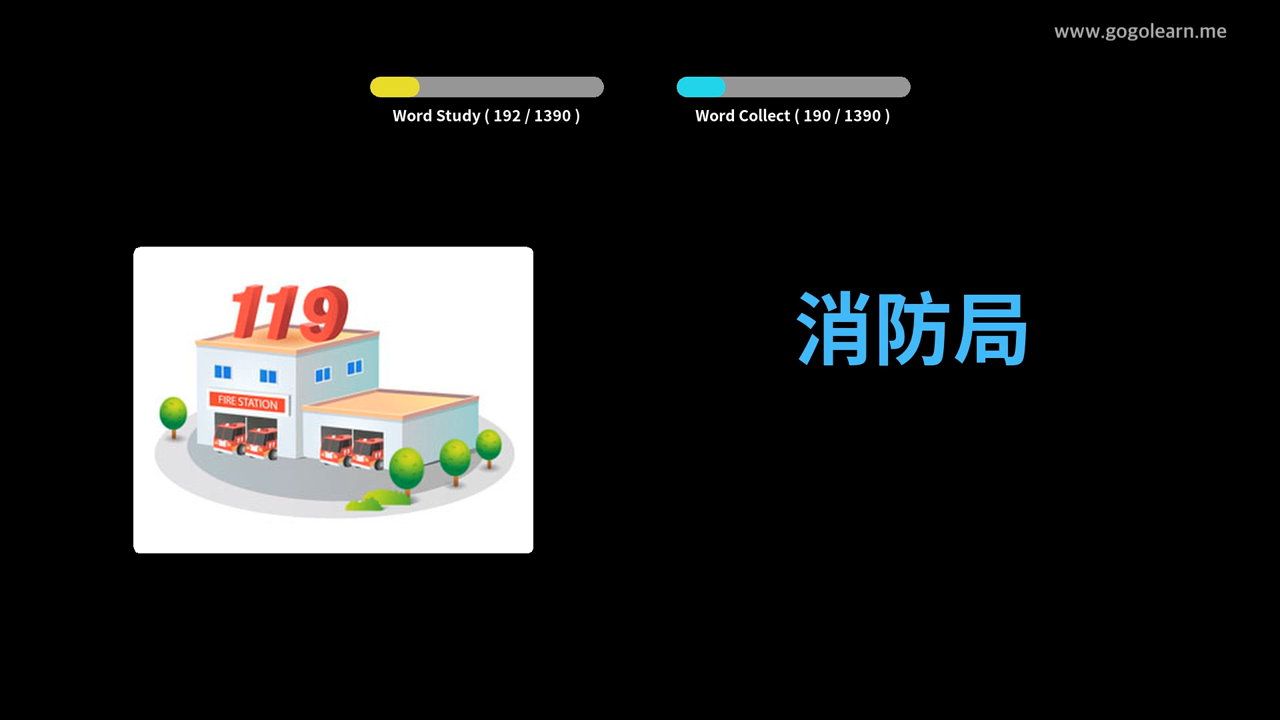 www.gogolearn.me
Word Study ( 192 / 1390 )
Word Collect ( 190 / 1390 )
119
FIRE STATION
消防局